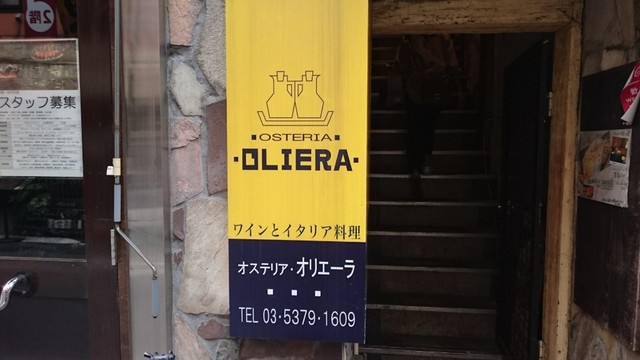 2階
スタッフ募集
OSTERIA
OLIERA
ワインとイタリア料理
オステリア・オリエーラ
TEL 03・5379・1609